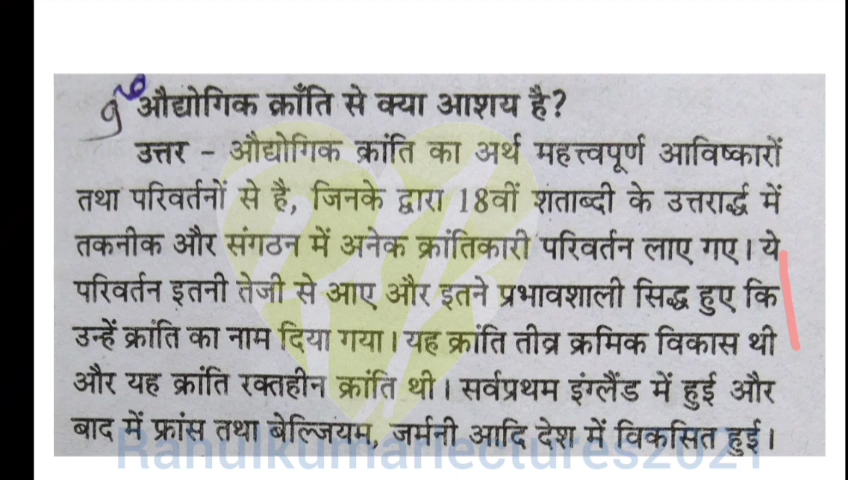 औद्योगिक क्राँति से क्या आशय है?
उत्तर – औद्योगिक क्रांति का अर्थ महत्त्वपूर्ण आविष्कारों
तथा परिवर्तनों से है, जिनके द्वारा 18वीं शताब्दी के उत्तरार्द्ध में
तकनीक और संगठन में अनेक क्रांतिकारी परिवर्तन लाए गए। ये
परिवर्तन इतनी तेजी से आए और इतने प्रभावशाली सिद्ध हुए कि
उन्हें क्रांति का नाम दिया गया। यह क्रांति तीव्र क्रमिक विकास थी
और यह क्रांति रक्तहीन क्रांति थी। सर्वप्रथम इंग्लैंड में हुई और
बाद में फ्रांस तथा बेल्जियम, जर्मनी आदि देश में विकसित हुई।
Rahulkumarlectures2021